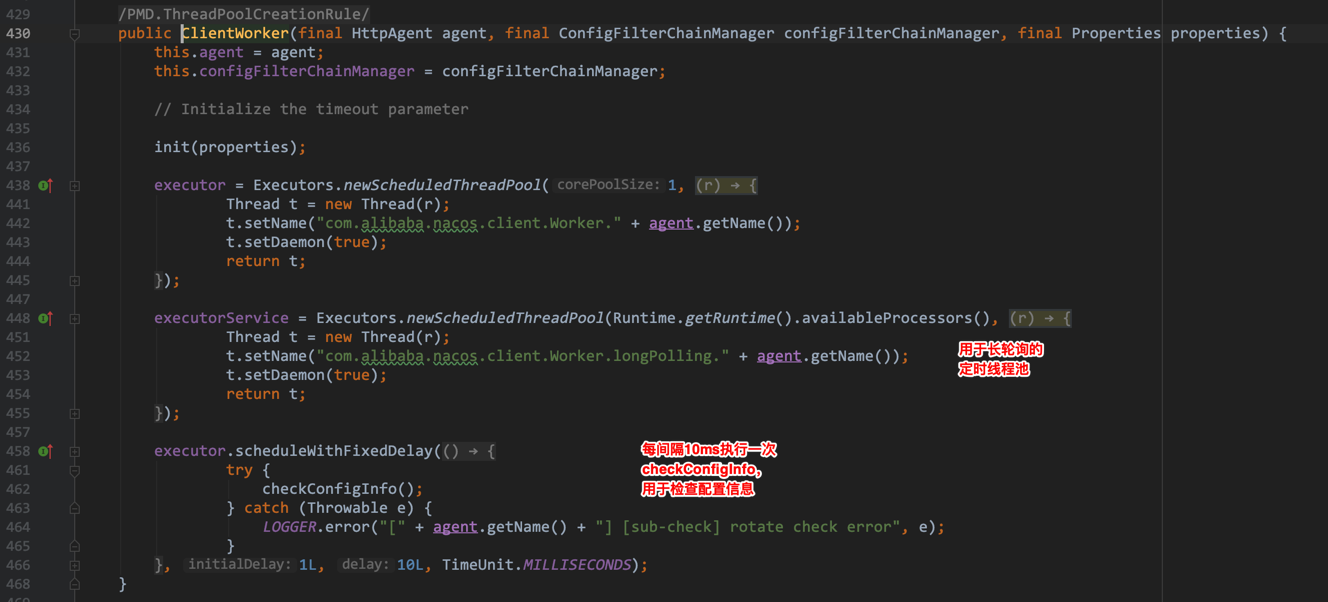 429 /PMD.ThreadPoolCreationRule/
430 public ClientWorker(final HttpAgent agent, final ConfigFilterChainManager configFilterChainManager, final Properties properties) {
431 this.agent = agent;
432 this.configFilterChainManager = configFilterChainManager;
433
434 // Initialize the timeout parameter
435
436 init(properties);
437
438 executor = Executors.newScheduledThreadPool( corePoolSize: 1, (r) → {
441 Thread t = new Thread(r);
442 t.setName("com.alibaba.nacos.client.Worker." + agent.getName());
443 t.setDaemon(true);
444 return t;
445 });
447
448 executorService = Executors.newScheduledThreadPool(Runtime.getRuntime().availableProcessors(), (r) → {
451 Thread t = new Thread(r);
452 t.setName("com.alibaba.nacos.client.Worker.longPolling." + agent.getName());
用于长轮询的
定时线程池
453 t.setDaemon(true);
454 return t;
455 });
457
458 executor.scheduleWithFixedDelay(() → {
每间隔10ms执行一次
checkConfigInfo,
用于检查配置信息
461 try {
462 checkConfigInfo();
463 } catch (Throwable e) {
464 LOGGER.error("[" + agent.getName() + "] [sub-check] rotate check error", e);
465 }
466 }, initialDelay: 1L, delay: 10L, TimeUnit.MILLISECONDS);
468 }